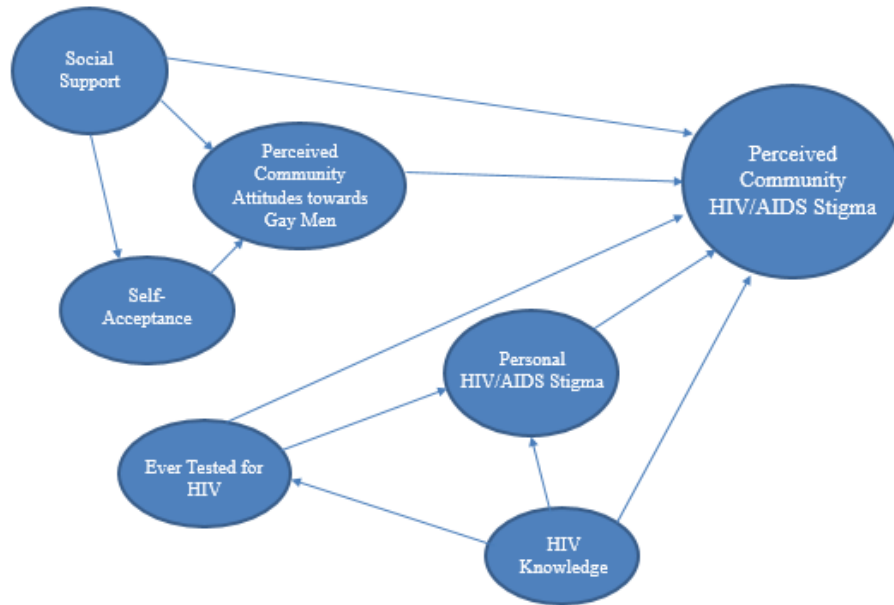 Social
Support
Perceived
Community
Attitudes towards
Gay Men
Perceived
Community
HIV/AIDS Stigma
Self-
Acceptance
Personal
HIV/AIDS Stigma
Ever Tested for
HIV
HIV
Knowledge